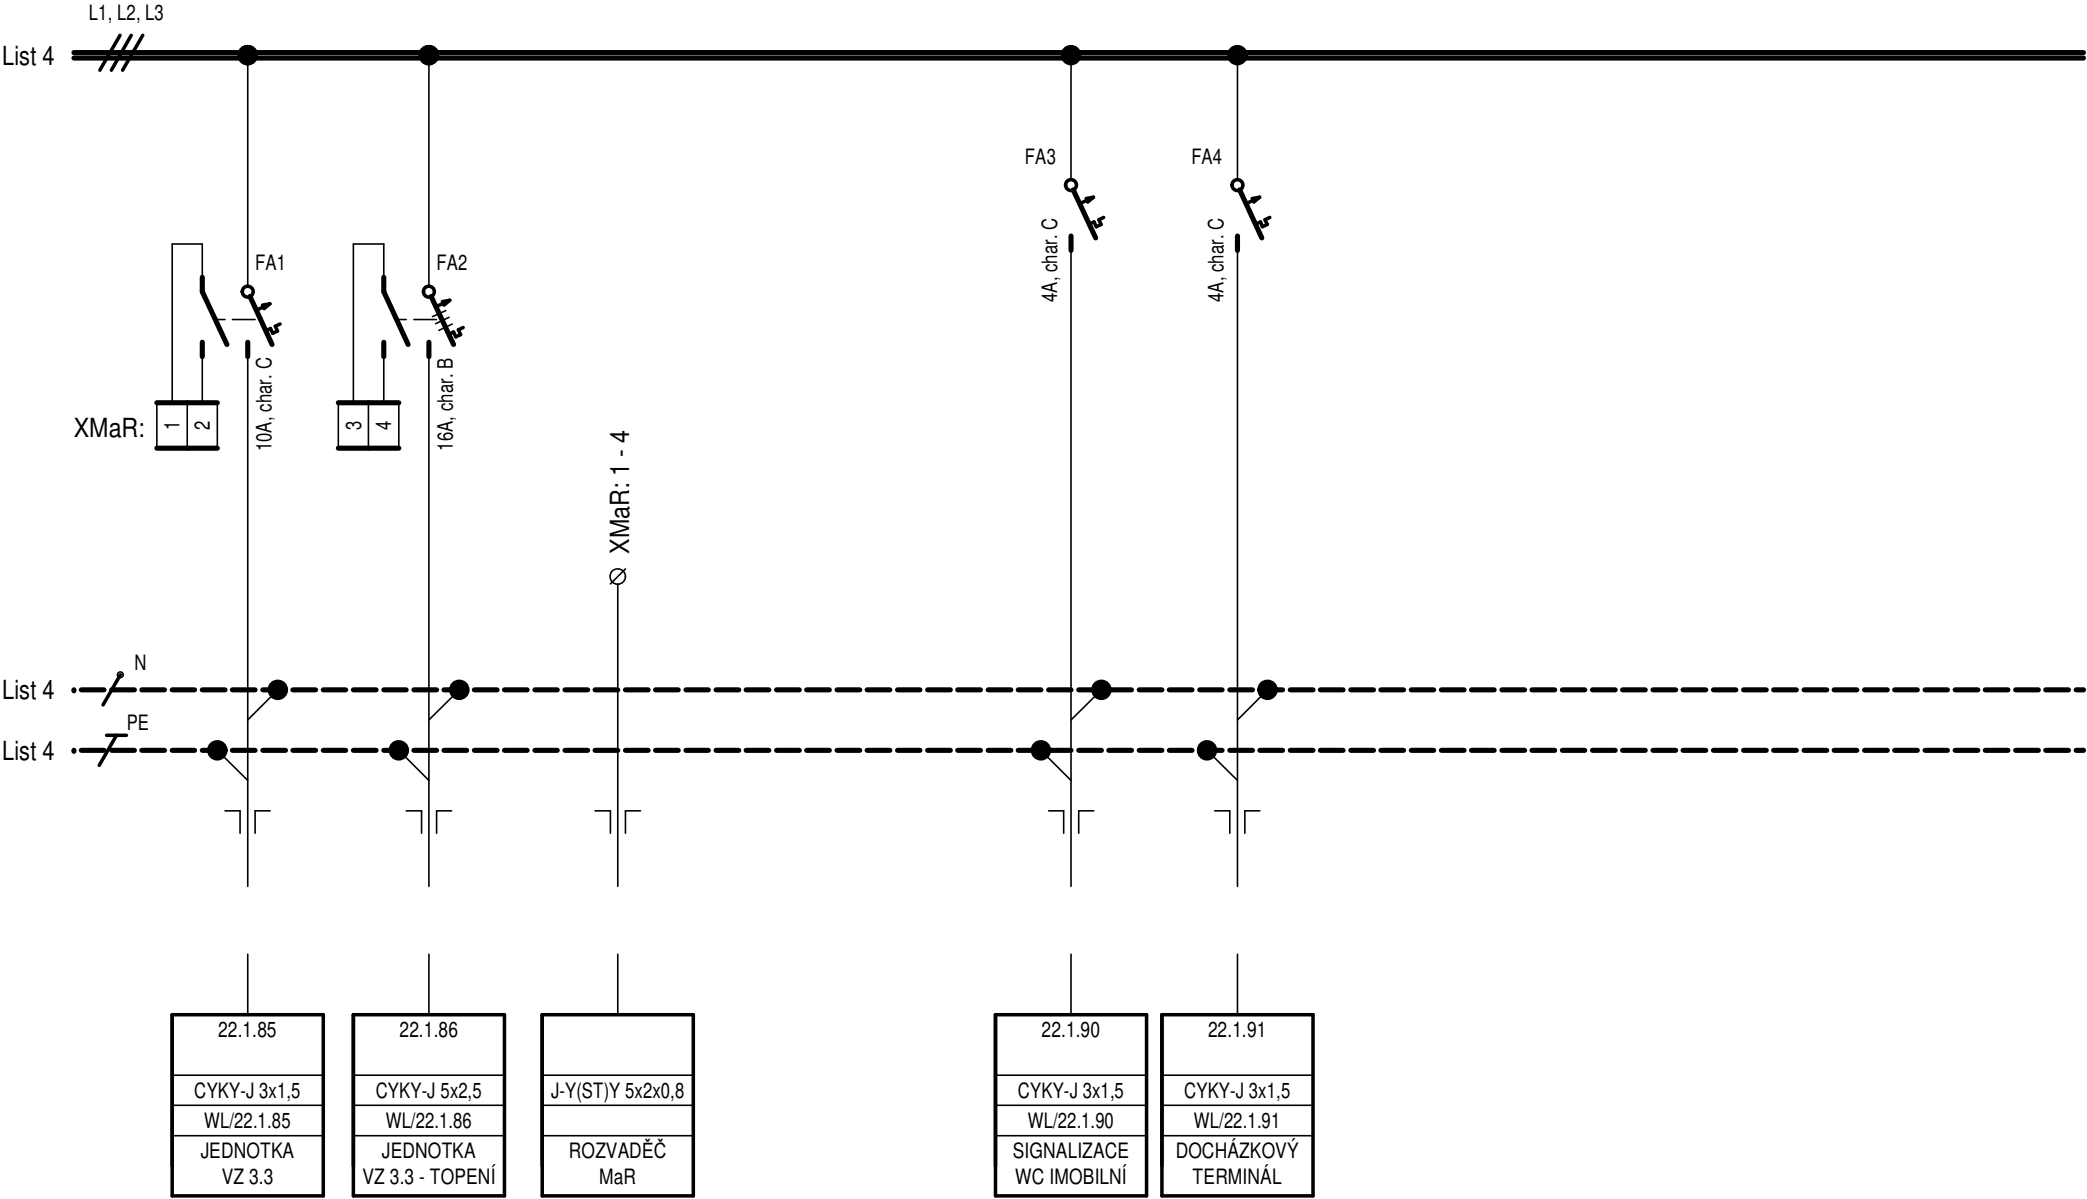 L1, L2, L3
List 4
FA3
FA4
4A, char. C
4A, char. C
FA1
FA2
10A, char. C
16A, char. B
XMaR:
1
2
3
4
XMaR: 1 - 4
N
List 4
PE
List 4
22.1.85
CYKY-J 3x1,5
WL/22.1.85
JEDNOTKA
VZ 3.3
22.1.86
CYKY-J 5x2,5
WL/22.1.86
JEDNOTKA
VZ 3.3 - TOPENÍ
J-Y(ST)Y 5x2x0,8
ROZVADĚČ
MaR
22.1.90
CYKY-J 3x1,5
WL/22.1.90
SIGNALIZACE
WC IMOBILNÍ
22.1.91
CYKY-J 3x1,5
WL/22.1.91
DOCHÁZKOVÝ
TERMINÁL